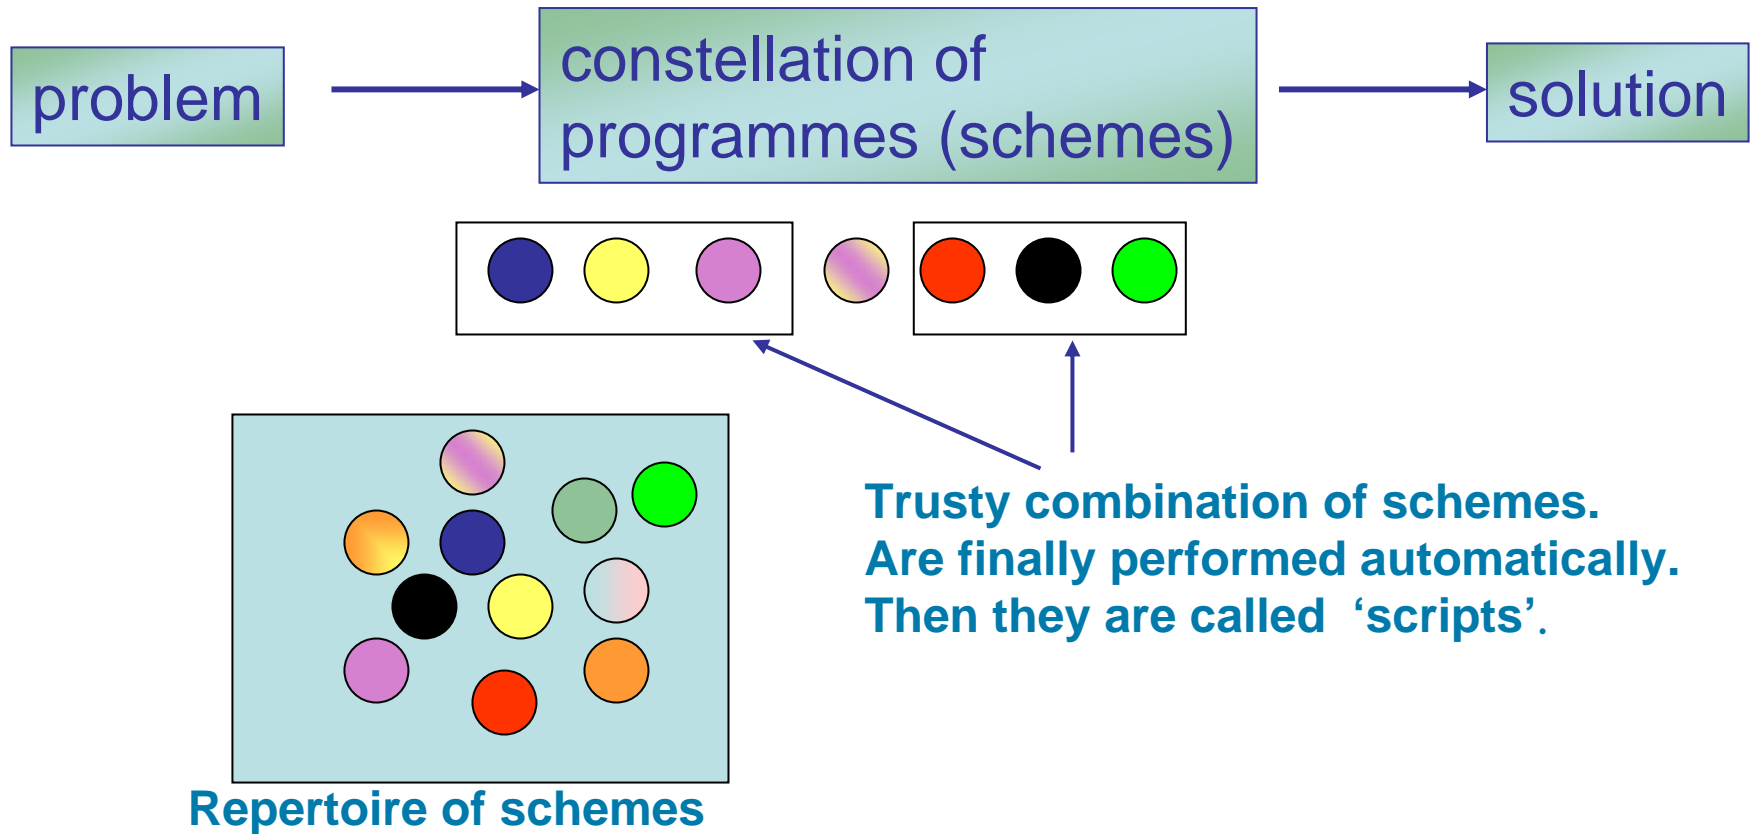 problem
constellation of
programmes (schemes)
solution
Trusty combination of schemes.
Are finally performed automatically.
Then they are called ‘scripts’.
Repertoire of schemes